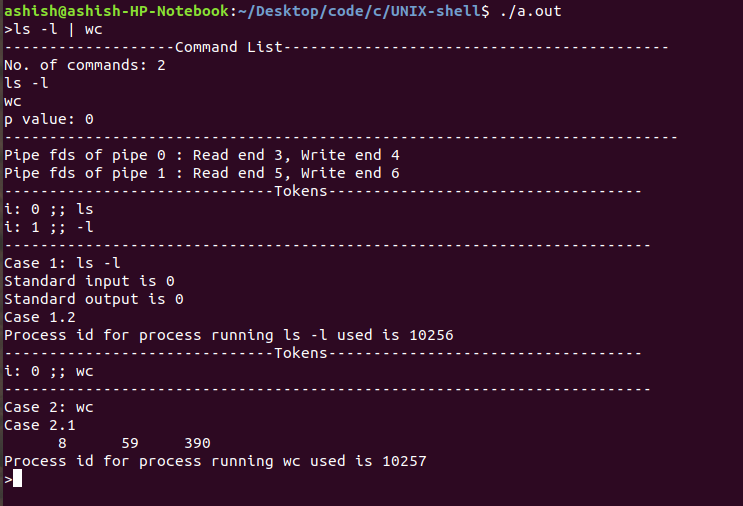 ashish@ashish-HP-Notebook:~/Desktop/code/c/UNIX-shell$ ./a.out
>ls -l | wc
-------------------Command List-------------------------------------------
No. of commands: 2
ls -l
wc
p value: 0
---------------------------------------------------------------------------
Pipe fds of pipe 0 : Read end 3, Write end 4
Pipe fds of pipe 1 : Read end 5, Write end 6
------------------------------Tokens-----------------------------------
i: 0 ;; ls
i: 1 ;; -l
------------------------------------------------------------------------
Case 1: ls -l
Standard input is 0
Standard output is 0
Case 1.2
Process id for process running ls -l used is 10256
------------------------------Tokens-----------------------------------
i: 0 ;; wc
------------------------------------------------------------------------
Case 2: wc
Case 2.1
      8      59     390
Process id for process running wc used is 10257
>